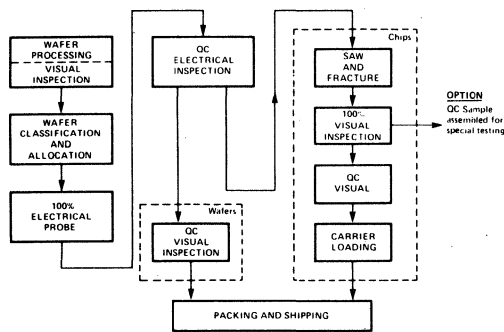 WAFER
PROCESSING
VISUAL
INSPECTION
WAFER
CLASSIFICATION
AND
ALLOCATION
100%
ELECTRICAL
PROBE
QC
ELECTRICAL
INSPECTION
Wafers
QC
VISUAL
INSPECTION
Chips
SAW
AND
FRACTURE
100%
VISUAL
INSPECTION
QC
VISUAL
CARRIER
LOADING
OPTION
QC Sample
assembled for
special testing
PACKING AND SHIPPING